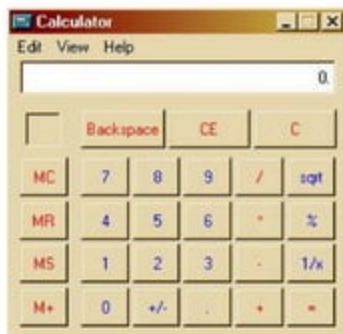 Calculator
Edit View Help
0.
Backspace CE C
MC 7 8 9 / sqrt
MR 4 5 6 * %
MS 1 2 3 - 1/x
M+ 0 +/- . + =